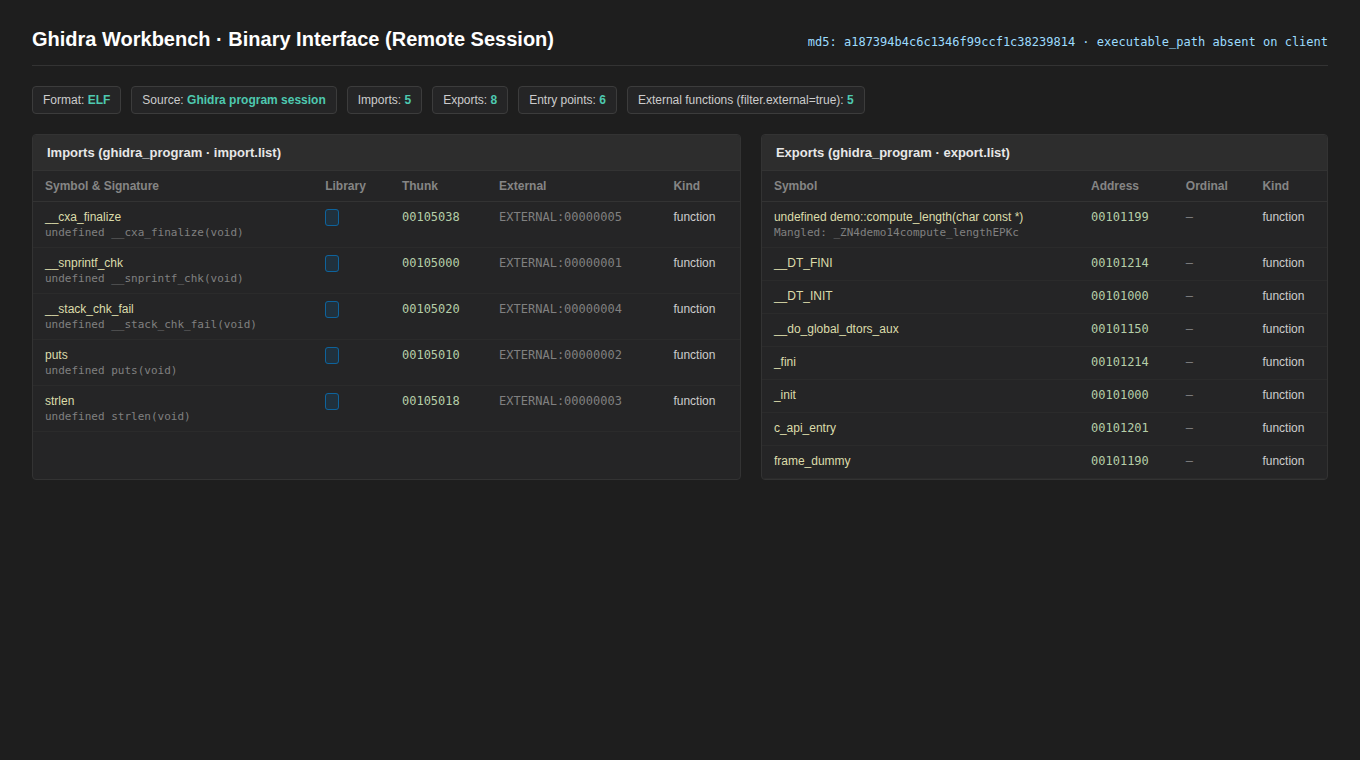 Ghidra Workbench · Binary Interface (Remote Session)
md5: a187394b4c6c1346f99ccf1c38239814 · executable_path absent on client
Format: ELF
Source: Ghidra program session
Imports: 5
Exports: 8
Entry points: 6
External functions (filter.external=true): 5
Imports (ghidra_program · import.list)
Symbol & Signature Library Thunk External Kind
__cxa_finalize 00105038 EXTERNAL:00000005 function
undefined __cxa_finalize(void)
__snprintf_chk 00105000 EXTERNAL:00000001 function
undefined __snprintf_chk(void)
__stack_chk_fail 00105020 EXTERNAL:00000004 function
undefined __stack_chk_fail(void)
puts 00105010 EXTERNAL:00000002 function
undefined puts(void)
strlen 00105018 EXTERNAL:00000003 function
undefined strlen(void)
Exports (ghidra_program · export.list)
Symbol Address Ordinal Kind
undefined demo::compute_length(char const *) 00101199 — function
Mangled: _ZN4demo14compute_lengthEPKc
__DT_FINI 00101214 — function
__DT_INIT 00101000 — function
__do_global_dtors_aux 00101150 — function
_fini 00101214 — function
_init 00101000 — function
c_api_entry 00101201 — function
frame_dummy 00101190 — function